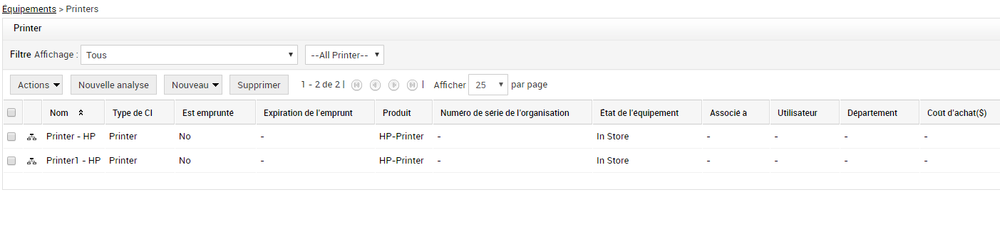 Équipements > Printers
Printer
Filtre Affichage : Tous --All Printer--
Actions Nouvelle analyse Nouveau Supprimer 1 - 2 de 2 | | Afficher 25 par page
Nom Type de CI Est emprunté Expiration de l'emprunt Produit Numéro de série de l'organisation État de l'équipement Associé a Utilisateur Département Coût d'achat($)
Printer - HP Printer No - HP-Printer - In Store - - - -
Printer1 - HP Printer No - HP-Printer - In Store - - - -